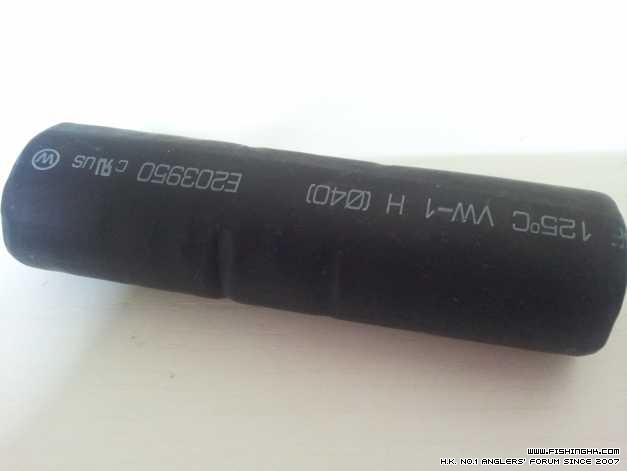 125°C VW-1 H (Ø40) E203950 c RU us W
www.fishinghk.com
H.K. No.1 Anglers' Forum Since 2007